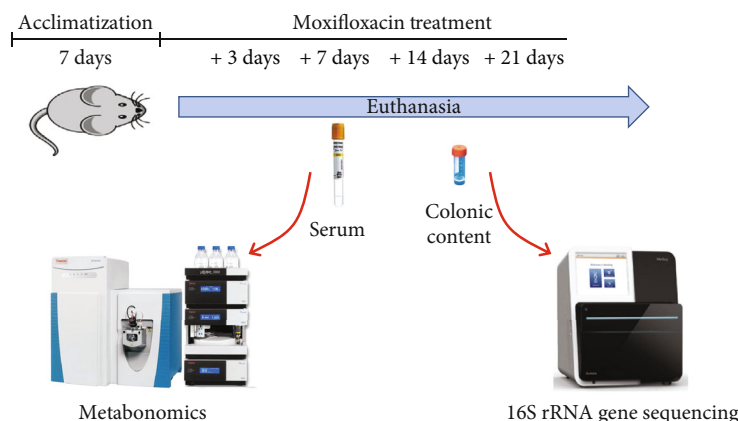 Acclimatization
Moxifloxacin treatment
7 days
+ 3 days
+ 7 days
+ 14 days
+ 21 days
Euthanasia
Serum
Colonic
content
Metabonomics
16S rRNA gene sequencing